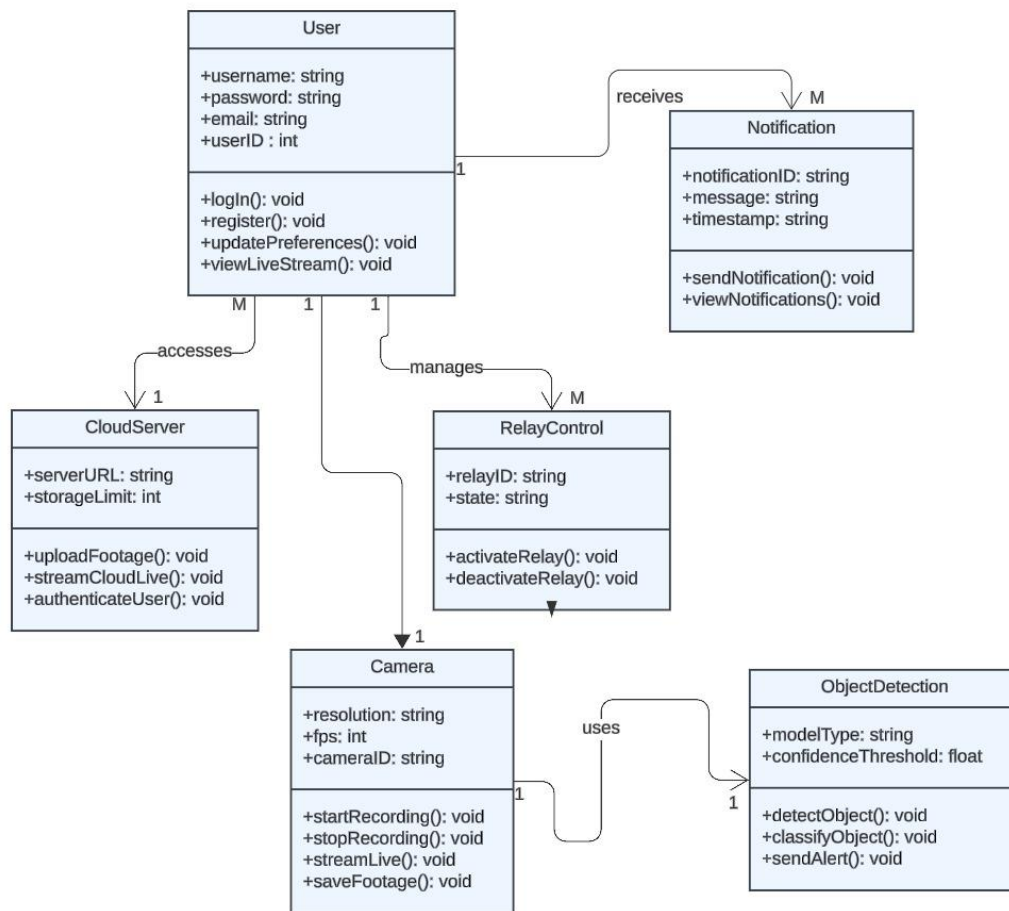 User
+username: string
+password: string
+email: string
+userID : int
+logIn(): void
+register(): void
+updatePreferences(): void
+viewLiveStream(): void
1
receives
M
Notification
+notificationID: string
+message: string
+timestamp: string
+sendNotification(): void
+viewNotifications(): void
M
1
1
accesses
1
manages
M
CloudServer
+serverURL: string
+storageLimit: int
+uploadFootage(): void
+streamCloudLive(): void
+authenticateUser(): void
RelayControl
+relayID: string
+state: string
+activateRelay(): void
+deactivateRelay(): void
1
Camera
+resolution: string
+fps: int
+cameraID: string
+startRecording(): void
+stopRecording(): void
+streamLive(): void
+saveFootage(): void
1
uses
1
ObjectDetection
+modelType: string
+confidenceThreshold: float
+detectObject(): void
+classifyObject(): void
+sendAlert(): void